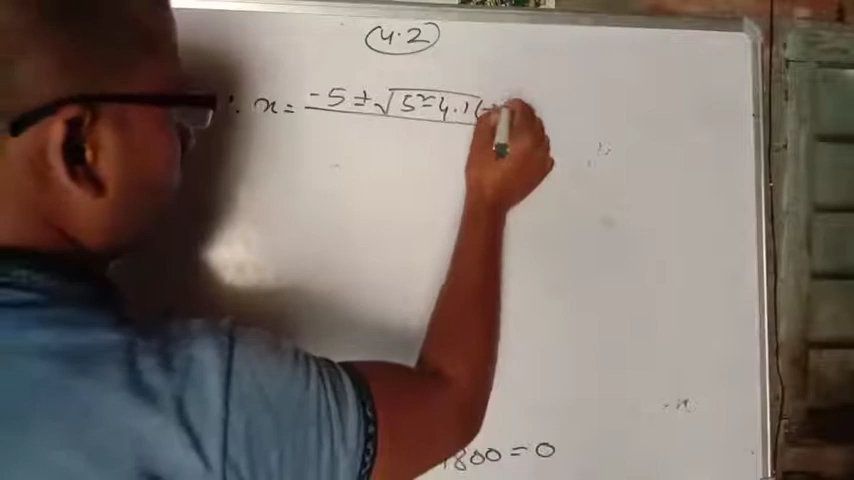 4.2
∴ x = -5 ± √5²-4.1(-
1800 = 0